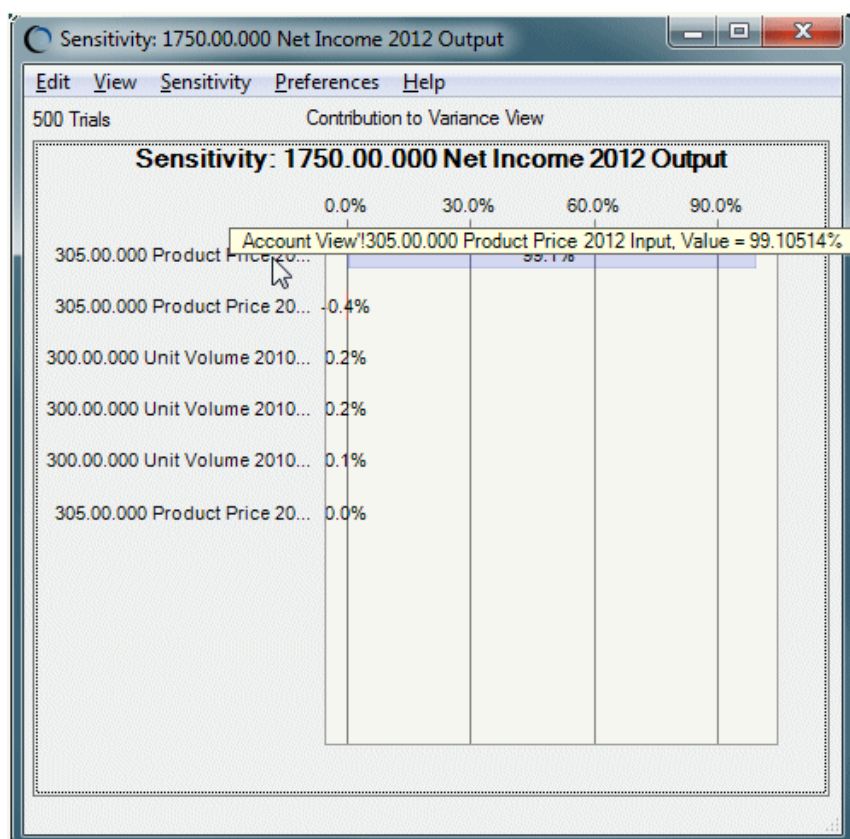 Sensitivity: 1750.00.000 Net Income 2012 Output
Edit View Sensitivity Preferences Help
500 Trials Contribution to Variance View
Sensitivity: 1750.00.000 Net Income 2012 Output
0.0% 30.0% 60.0% 90.0%
Account View'!305.00.000 Product Price 2012 Input, Value = 99.10514%
305.00.000 Product Price 20... 99.1%
305.00.000 Product Price 20... -0.4%
300.00.000 Unit Volume 2010... 0.2%
300.00.000 Unit Volume 2010... 0.2%
300.00.000 Unit Volume 2010... 0.1%
305.00.000 Product Price 20... 0.0%